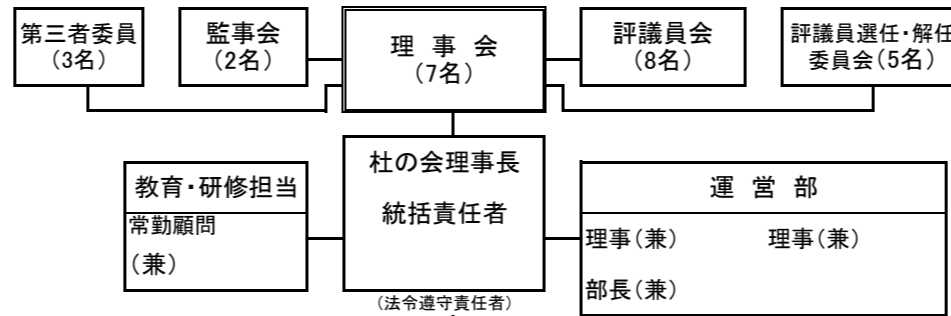 第三者委員
(3名)
監事会
(2名)
理 事 会
(7名)
評議員会
(8名)
評議員選任・解任
委員会(5名)
教育・研修担当
常勤顧問
(兼)
杜の会理事長
統括責任者
(法令遵守責任者)
運 営 部
理事(兼) 理事(兼)
部長(兼)